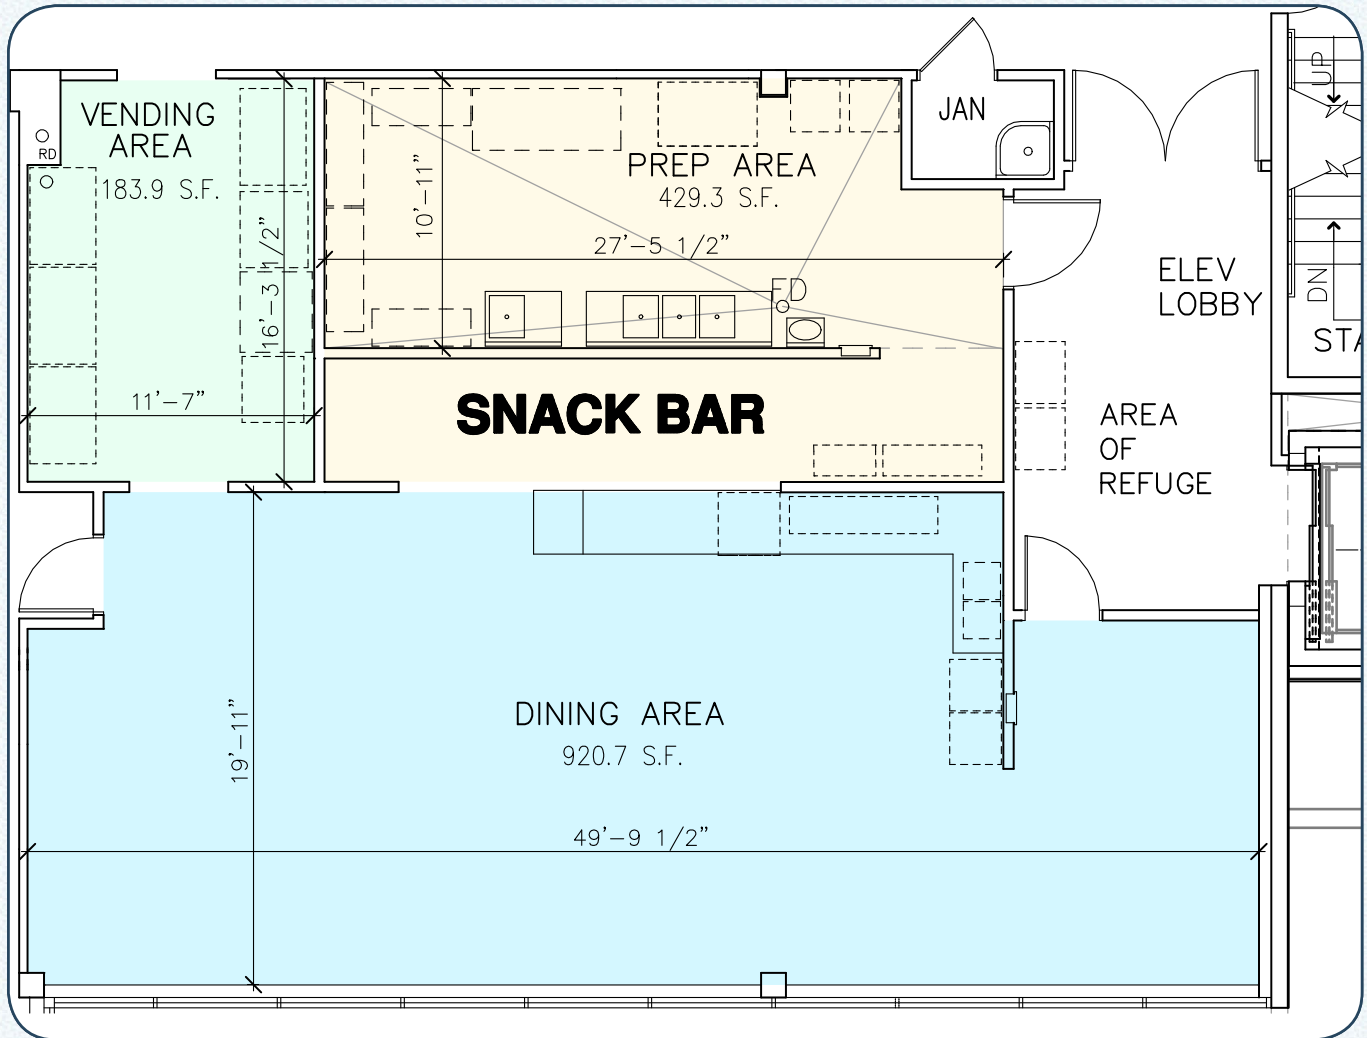 VENDING
AREA
RD
183.9 S.F.
16'-3 1/2"
11'-7"
10'-11"
PREP AREA
429.3 S.F.
27'-5 1/2"
FD
SNACK BAR
JAN
UP
DN
ELEV
LOBBY
AREA
OF
REFUGE
STA
DINING AREA
920.7 S.F.
19'-11"
49'-9 1/2"